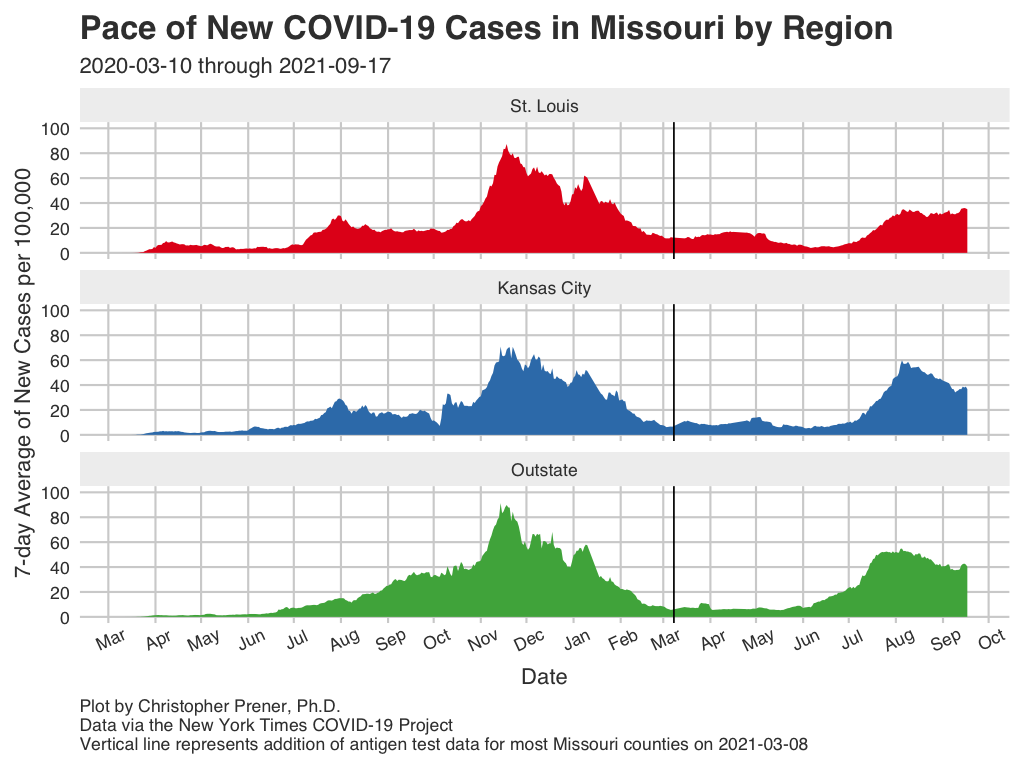 Pace of New COVID-19 Cases in Missouri by Region
2020-03-10 through 2021-09-17
St. Louis
100
80
60
40
20
0
Kansas City
100
80
60
40
20
0
Outstate
100
80
60
40
20
0
7-day Average of New Cases per 100,000
Mar Apr May Jun Jul Aug Sep Oct Nov Dec Jan Feb Mar Apr May Jun Jul Aug Sep Oct
Date
Plot by Christopher Prener, Ph.D.
Data via the New York Times COVID-19 Project
Vertical line represents addition of antigen test data for most Missouri counties on 2021-03-08